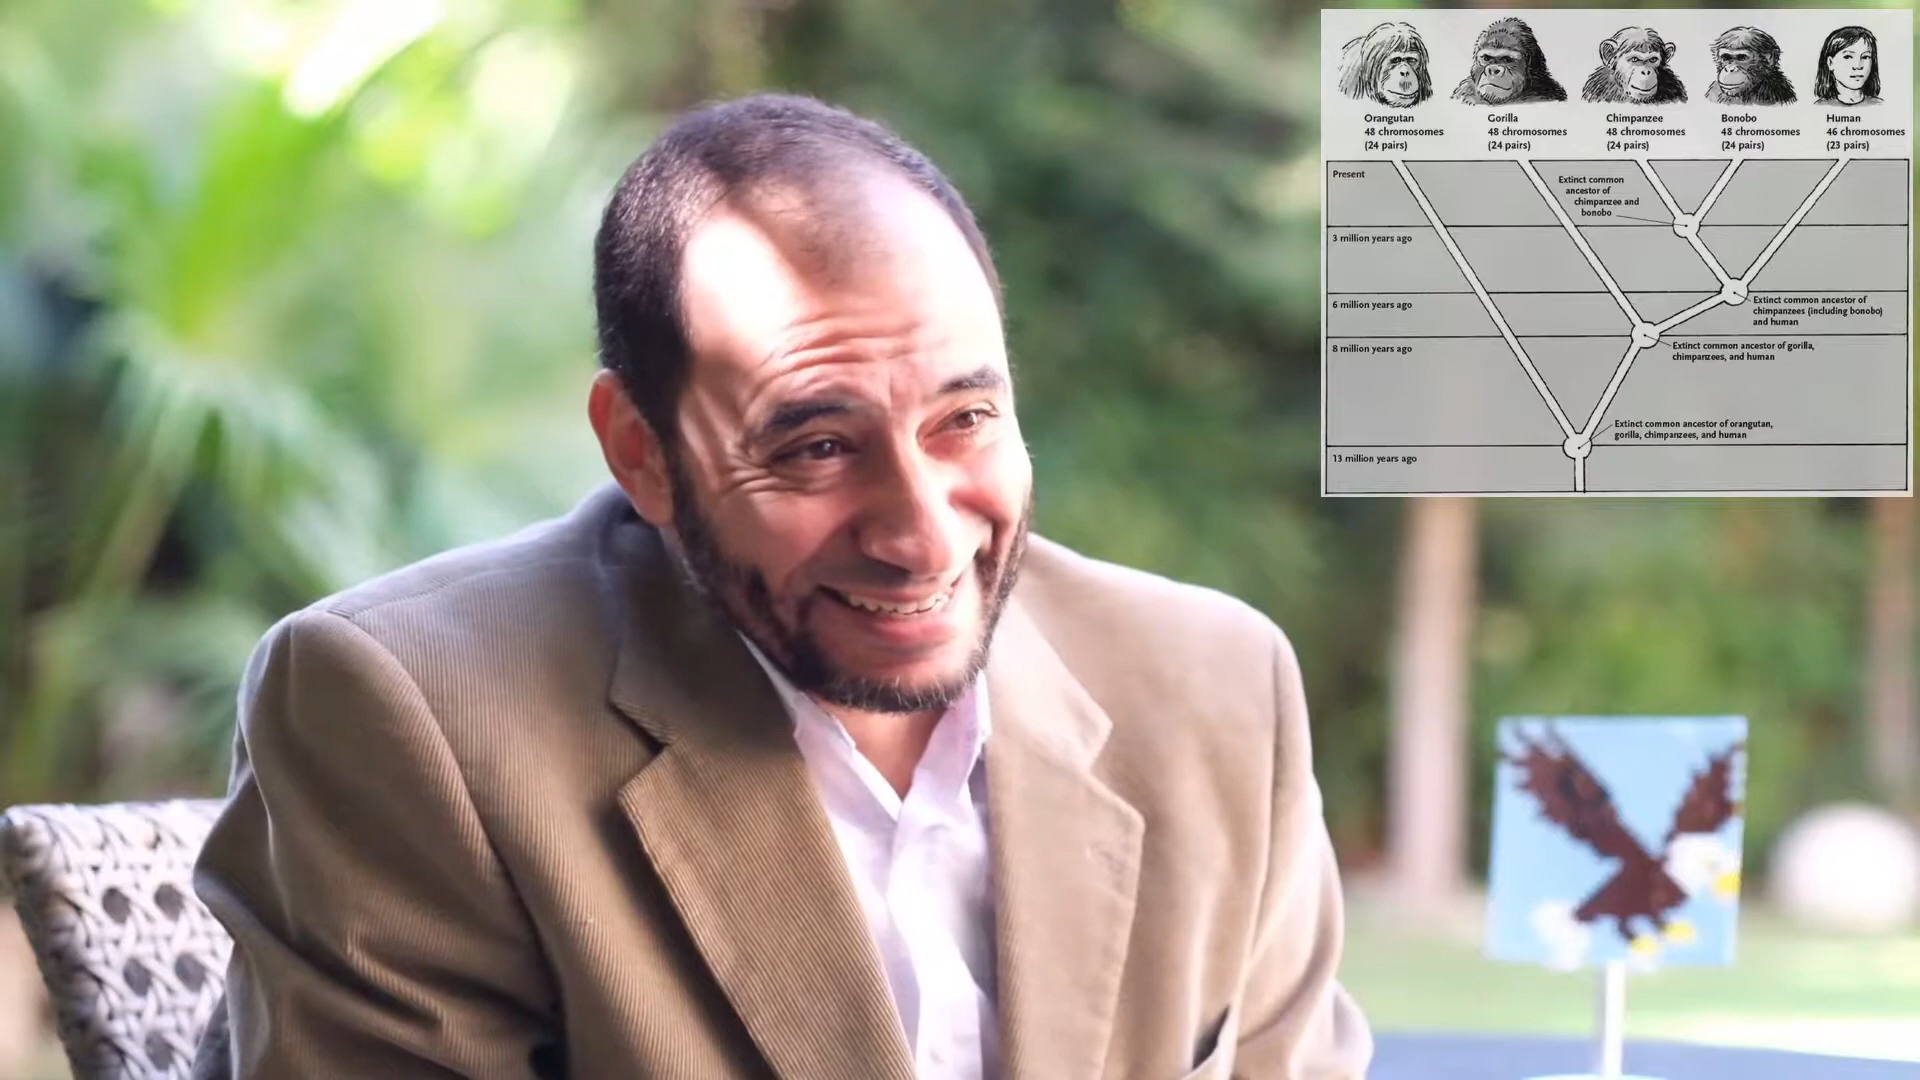 Orangutan
48 chromosomes
(24 pairs)
Gorilla
48 chromosomes
(24 pairs)
Chimpanzee
48 chromosomes
(24 pairs)
Bonobo
48 chromosomes
(24 pairs)
Human
46 chromosomes
(23 pairs)
Present
Extinct common
ancestor of
chimpanzee and
bonobo
3 million years ago
6 million years ago
Extinct common ancestor of
chimpanzees (including bonobo)
and human
8 million years ago
Extinct common ancestor of gorilla,
chimpanzees, and human
Extinct common ancestor of orangutan,
gorilla, chimpanzees, and human
13 million years ago